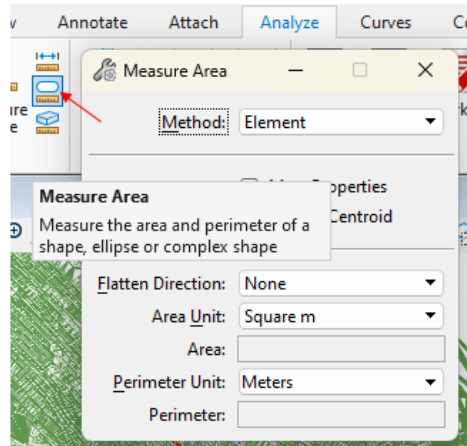 Annotate Attach Analyze Curves
Measure Area
Method: Element
Measure Area
Measure the area and perimeter of a
shape, ellipse or complex shape
Centroid
Flatten Direction: None
Area Unit: Square m
Area:
Perimeter Unit: Meters
Perimeter: